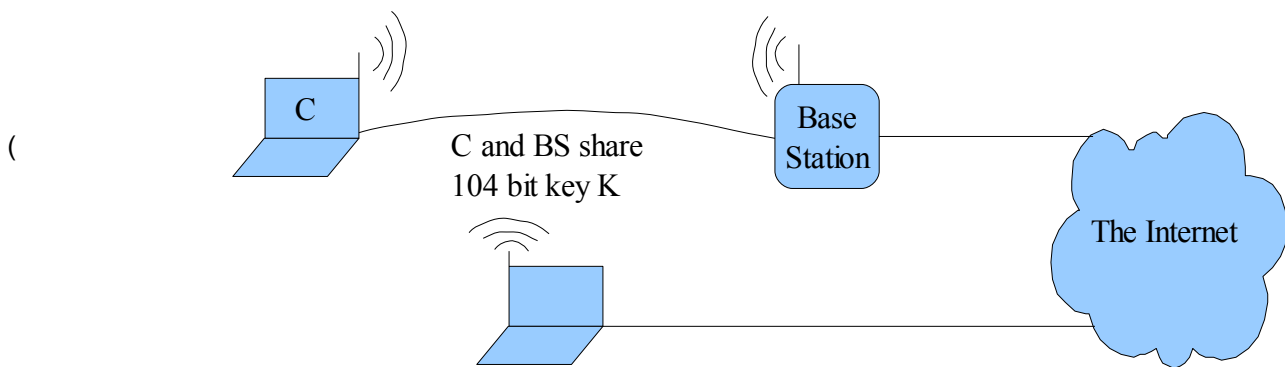 C
Base
Station
(
C and BS share
104 bit key K
The Internet